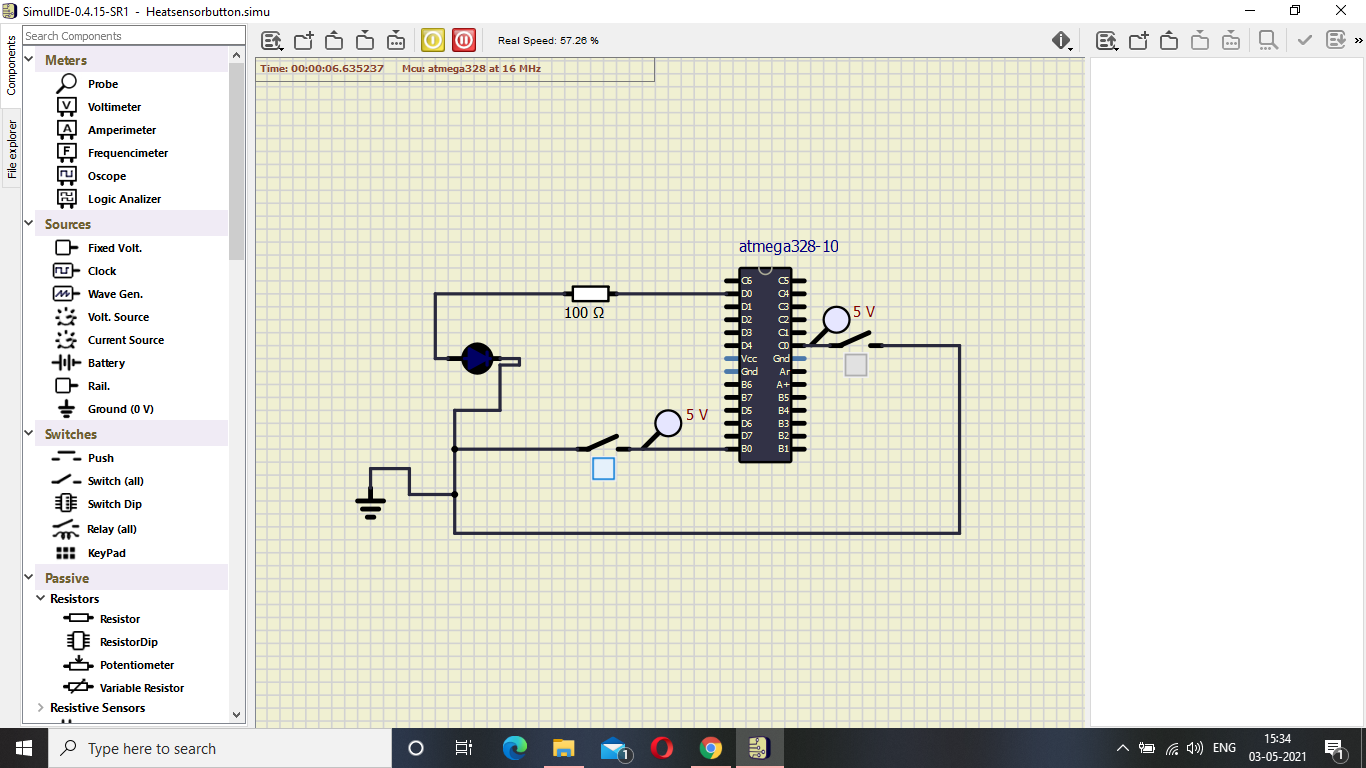 SimulIDE-0.4.15-SR1 - Heatsensorbutton.simu
Components
File explorer
Search Components
Meters
Probe
Voltimeter
Amperimeter
Frequencimeter
Oscope
Logic Analizer
Sources
Fixed Volt.
Clock
Wave Gen.
Volt. Source
Current Source
Battery
Rail.
Ground (0 V)
Switches
Push
Switch (all)
Switch Dip
Relay (all)
KeyPad
Passive
Resistors
Resistor
ResistorDip
Potentiometer
Variable Resistor
Resistive Sensors
Real Speed: 57.26 %
»
Time: 00:00:06.635237 Mcu: atmega328 at 16 MHz
atmega328-10
C6 C5
D0 C4
D1 C3
D2 C2
D3 C1
D4 C0
Vcc Gnd
Gnd Ar
B6 A+
B7 B5
D5 B4
D6 B3
D7 B2
B0 B1
100 Ω
5 V
5 V
Type here to search
1
ENG
15:34
03-05-2021
1